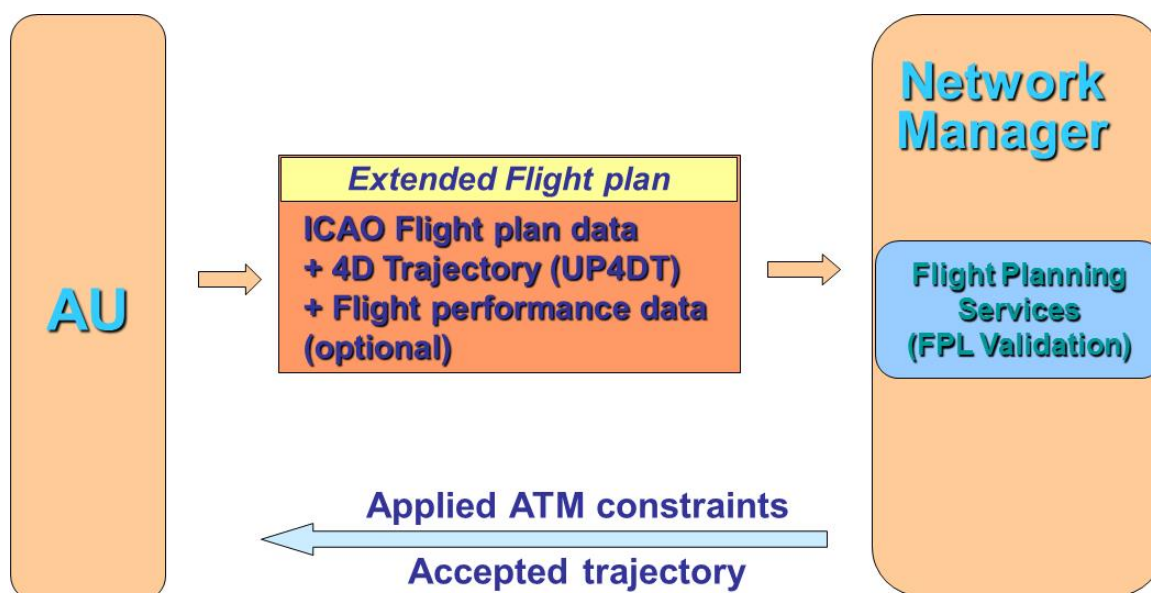 AU
Extended Flight plan
ICAO Flight plan data
+ 4D Trajectory (UP4DT)
+ Flight performance data
(optional)
Network
Manager
Flight Planning
Services
(FPL Validation)
Applied ATM constraints
Accepted trajectory